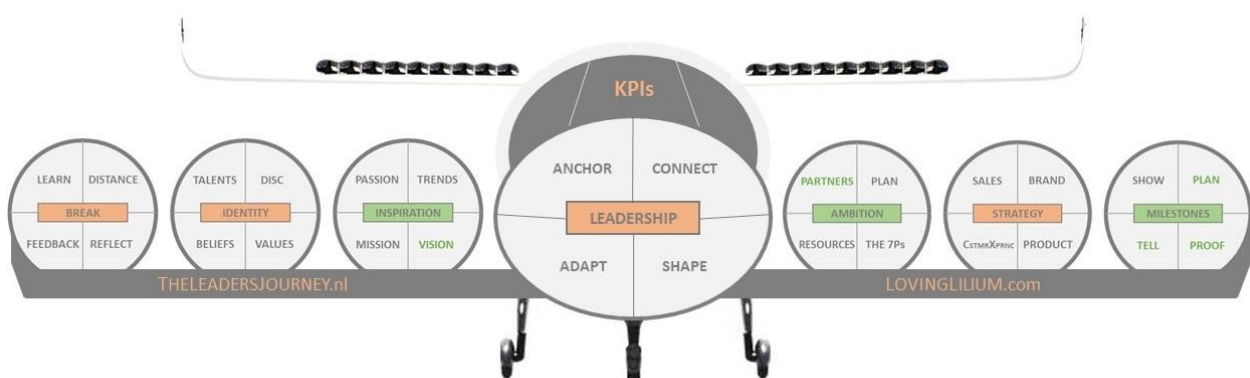 KPIs
ANCHOR CONNECT
LEADERSHIP
ADAPT SHAPE
LEARN DISTANCE
BREAK
FEEDBACK REFLECT
TALENTS DISC
IDENTITY
BELIEFS VALUES
PASSION TRENDS
INSPIRATION
MISSION VISION
PARTNERS PLAN
AMBITION
RESOURCES THE 7Ps
SALES BRAND
STRATEGY
CSTMRXPRNC PRODUCT
SHOW PLAN
MILESTONES
TELL PROOF
THELEADERSJOURNEY.nl
LOVINGLILIUM.com